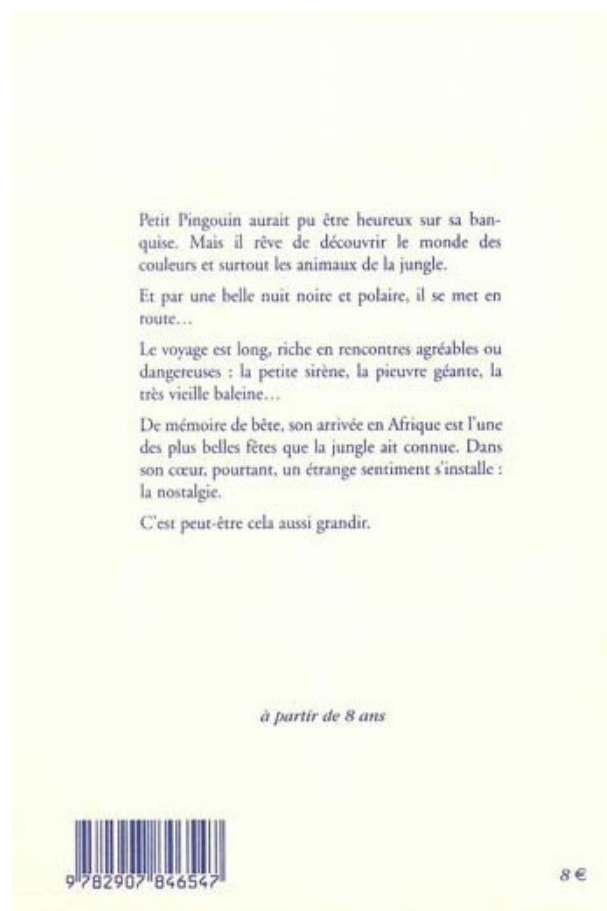 Petit Pingouin aurait pu être heureux sur sa ban-
quise. Mais il rêve de découvrir le monde des
couleurs et surtout les animaux de la jungle.
Et par une belle nuit noire et polaire, il se met en
route...
Le voyage est long, riche en rencontres agréables ou
dangereuses : la petite sirène, la pieuvre géante, la
très vieille baleine...
De mémoire de bête, son arrivée en Afrique est l'une
des plus belles fêtes que la jungle ait connue. Dans
son cœur, pourtant, un étrange sentiment s'installe :
la nostalgie.
C'est peut-être cela aussi grandir.
à partir de 8 ans
9 782907 846547
8 €